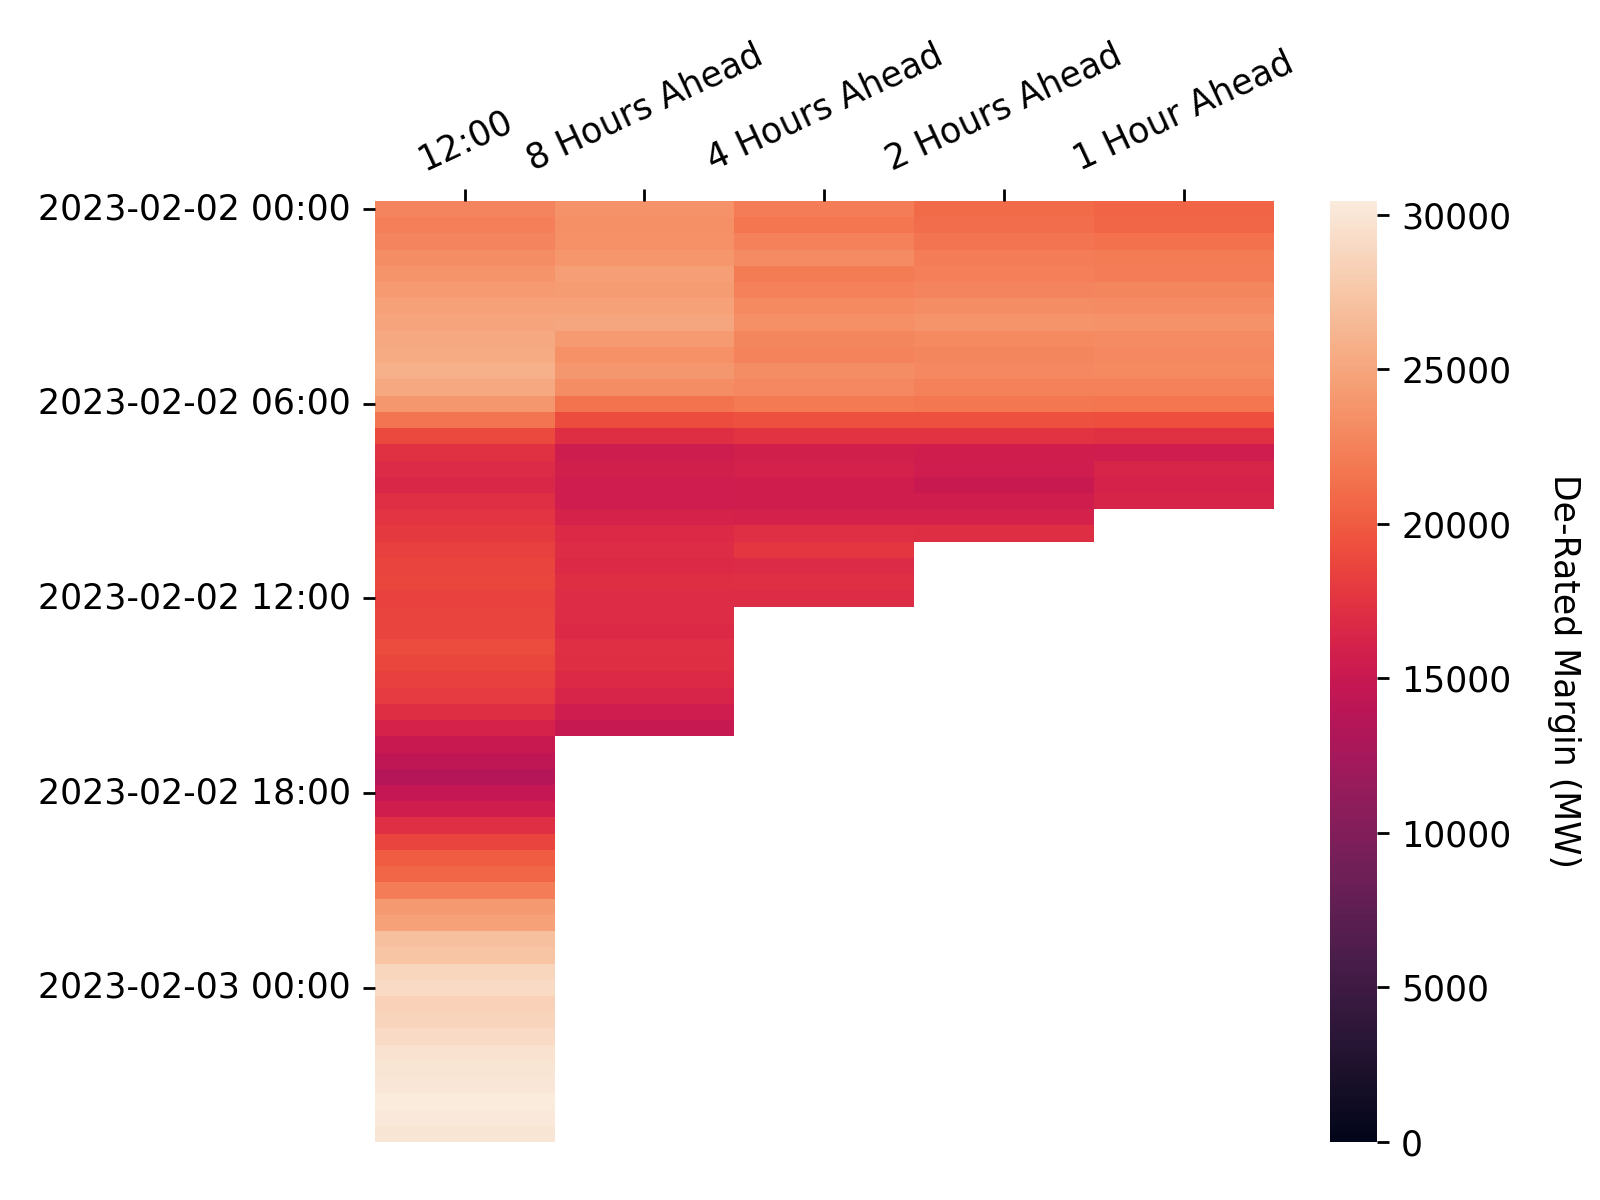 12:00
8 Hours Ahead
4 Hours Ahead
2 Hours Ahead
1 Hour Ahead
2023-02-02 00:00
2023-02-02 06:00
2023-02-02 12:00
2023-02-02 18:00
2023-02-03 00:00
30000
25000
20000
15000
10000
5000
0
De-Rated Margin (MW)